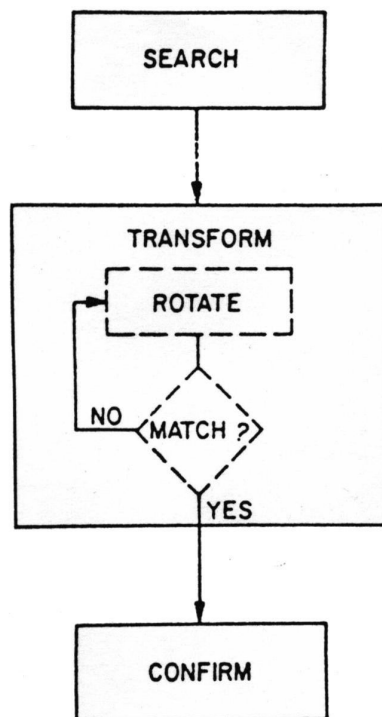 SEARCH
TRANSFORM
ROTATE
NO
MATCH ?
YES
CONFIRM